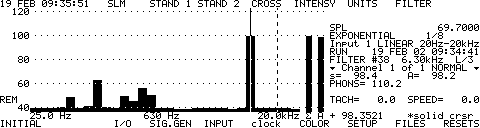 19 FEB 09:35:51 SLM STAND 1 STAND 2 CROSS INTENSY UNITS FILTER
120
100
80
60
40
REM
SPL 69.7000
EXPONENTIAL 1/8
Input 1 LINEAR 20Hz-20kHz
RUN 19 FEB 02 09:34:41
FILTER #38 6.30kHz L/3
Channel 1 of 1 NORMAL
s= 98.4 A= 98.2
PHONS= 110.2
TACH= 0.0 SPEED= 0.0
25.0 Hz 630 Hz 20.0kHz Σ A + 98.3521 *solid crsr
INITIAL I/O SIG.GEN INPUT clock COLOR SETUP FILES RESETS